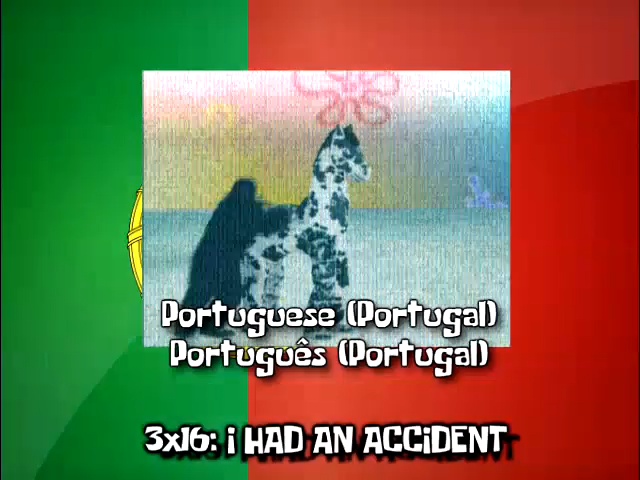 Portuguese (Portugal)
Português (Portugal)
3x16: i HAD AN ACCiDENT